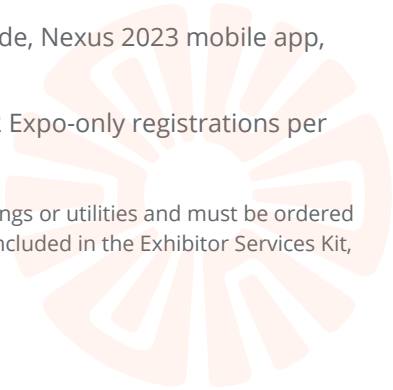 de, Nexus 2023 mobile app,
Expo-only registrations per
ngs or utilities and must be ordered
ncluded in the Exhibitor Services Kit,